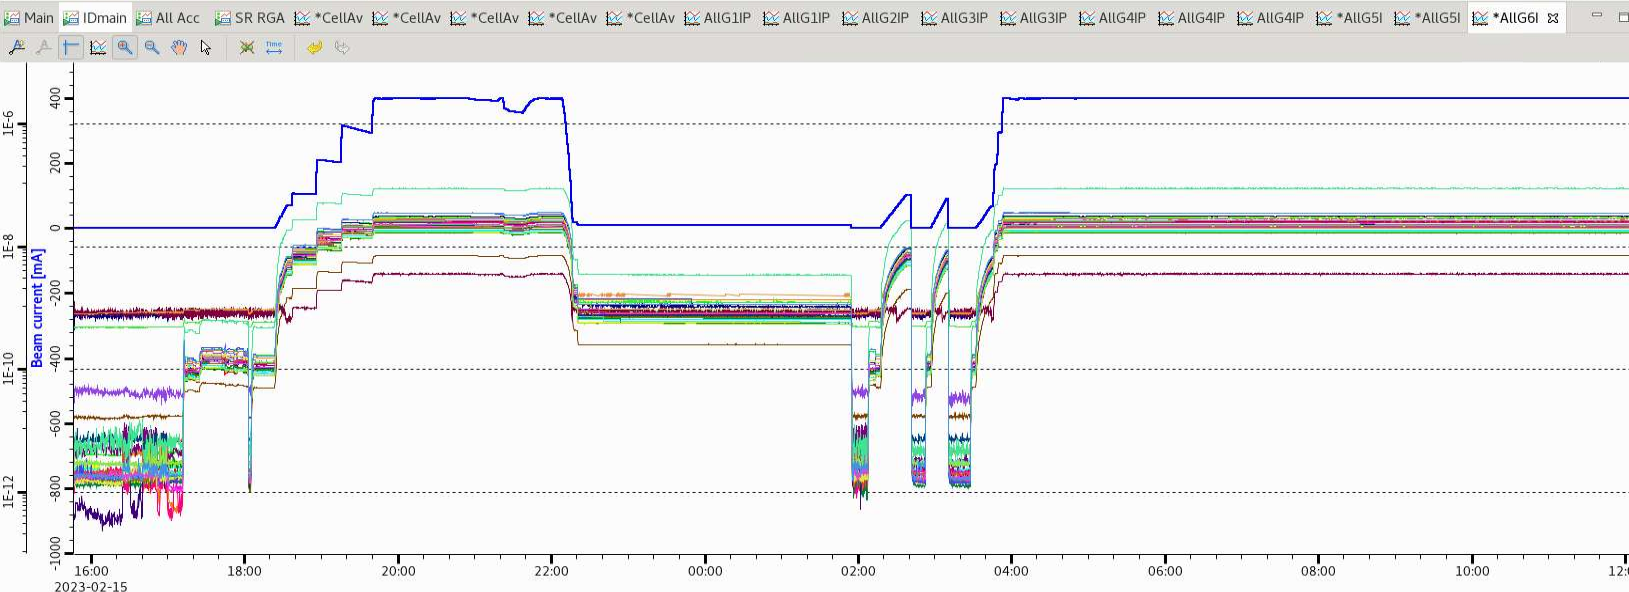 Main IDmain All Acc SR RGA *CellAv *CellAv *CellAv *CellAv *CellAv AllG1IP AllG1IP AllG2IP AllG3IP AllG3IP AllG4IP AllG4IP AllG4IP *AllG5I *AllG5I *AllG6I
Time
1E-6
1E-8
1E-10
1E-12
Beam current [mA]
400
200
0
-200
-400
-600
-800
-1000
16:00 18:00 20:00 22:00 00:00 02:00 04:00 06:00 08:00 10:00 12:0
2023-02-15